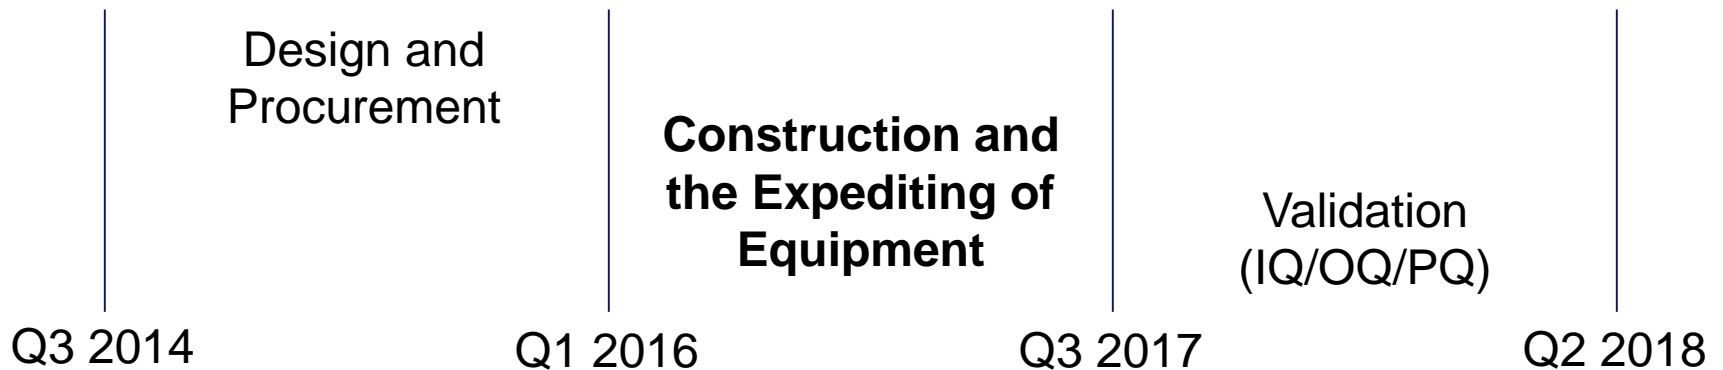 Design and
Procurement
Construction and
the Expediting of
Equipment
Validation
(IQ/OQ/PQ)
Q3 2014
Q1 2016
Q3 2017
Q2 2018